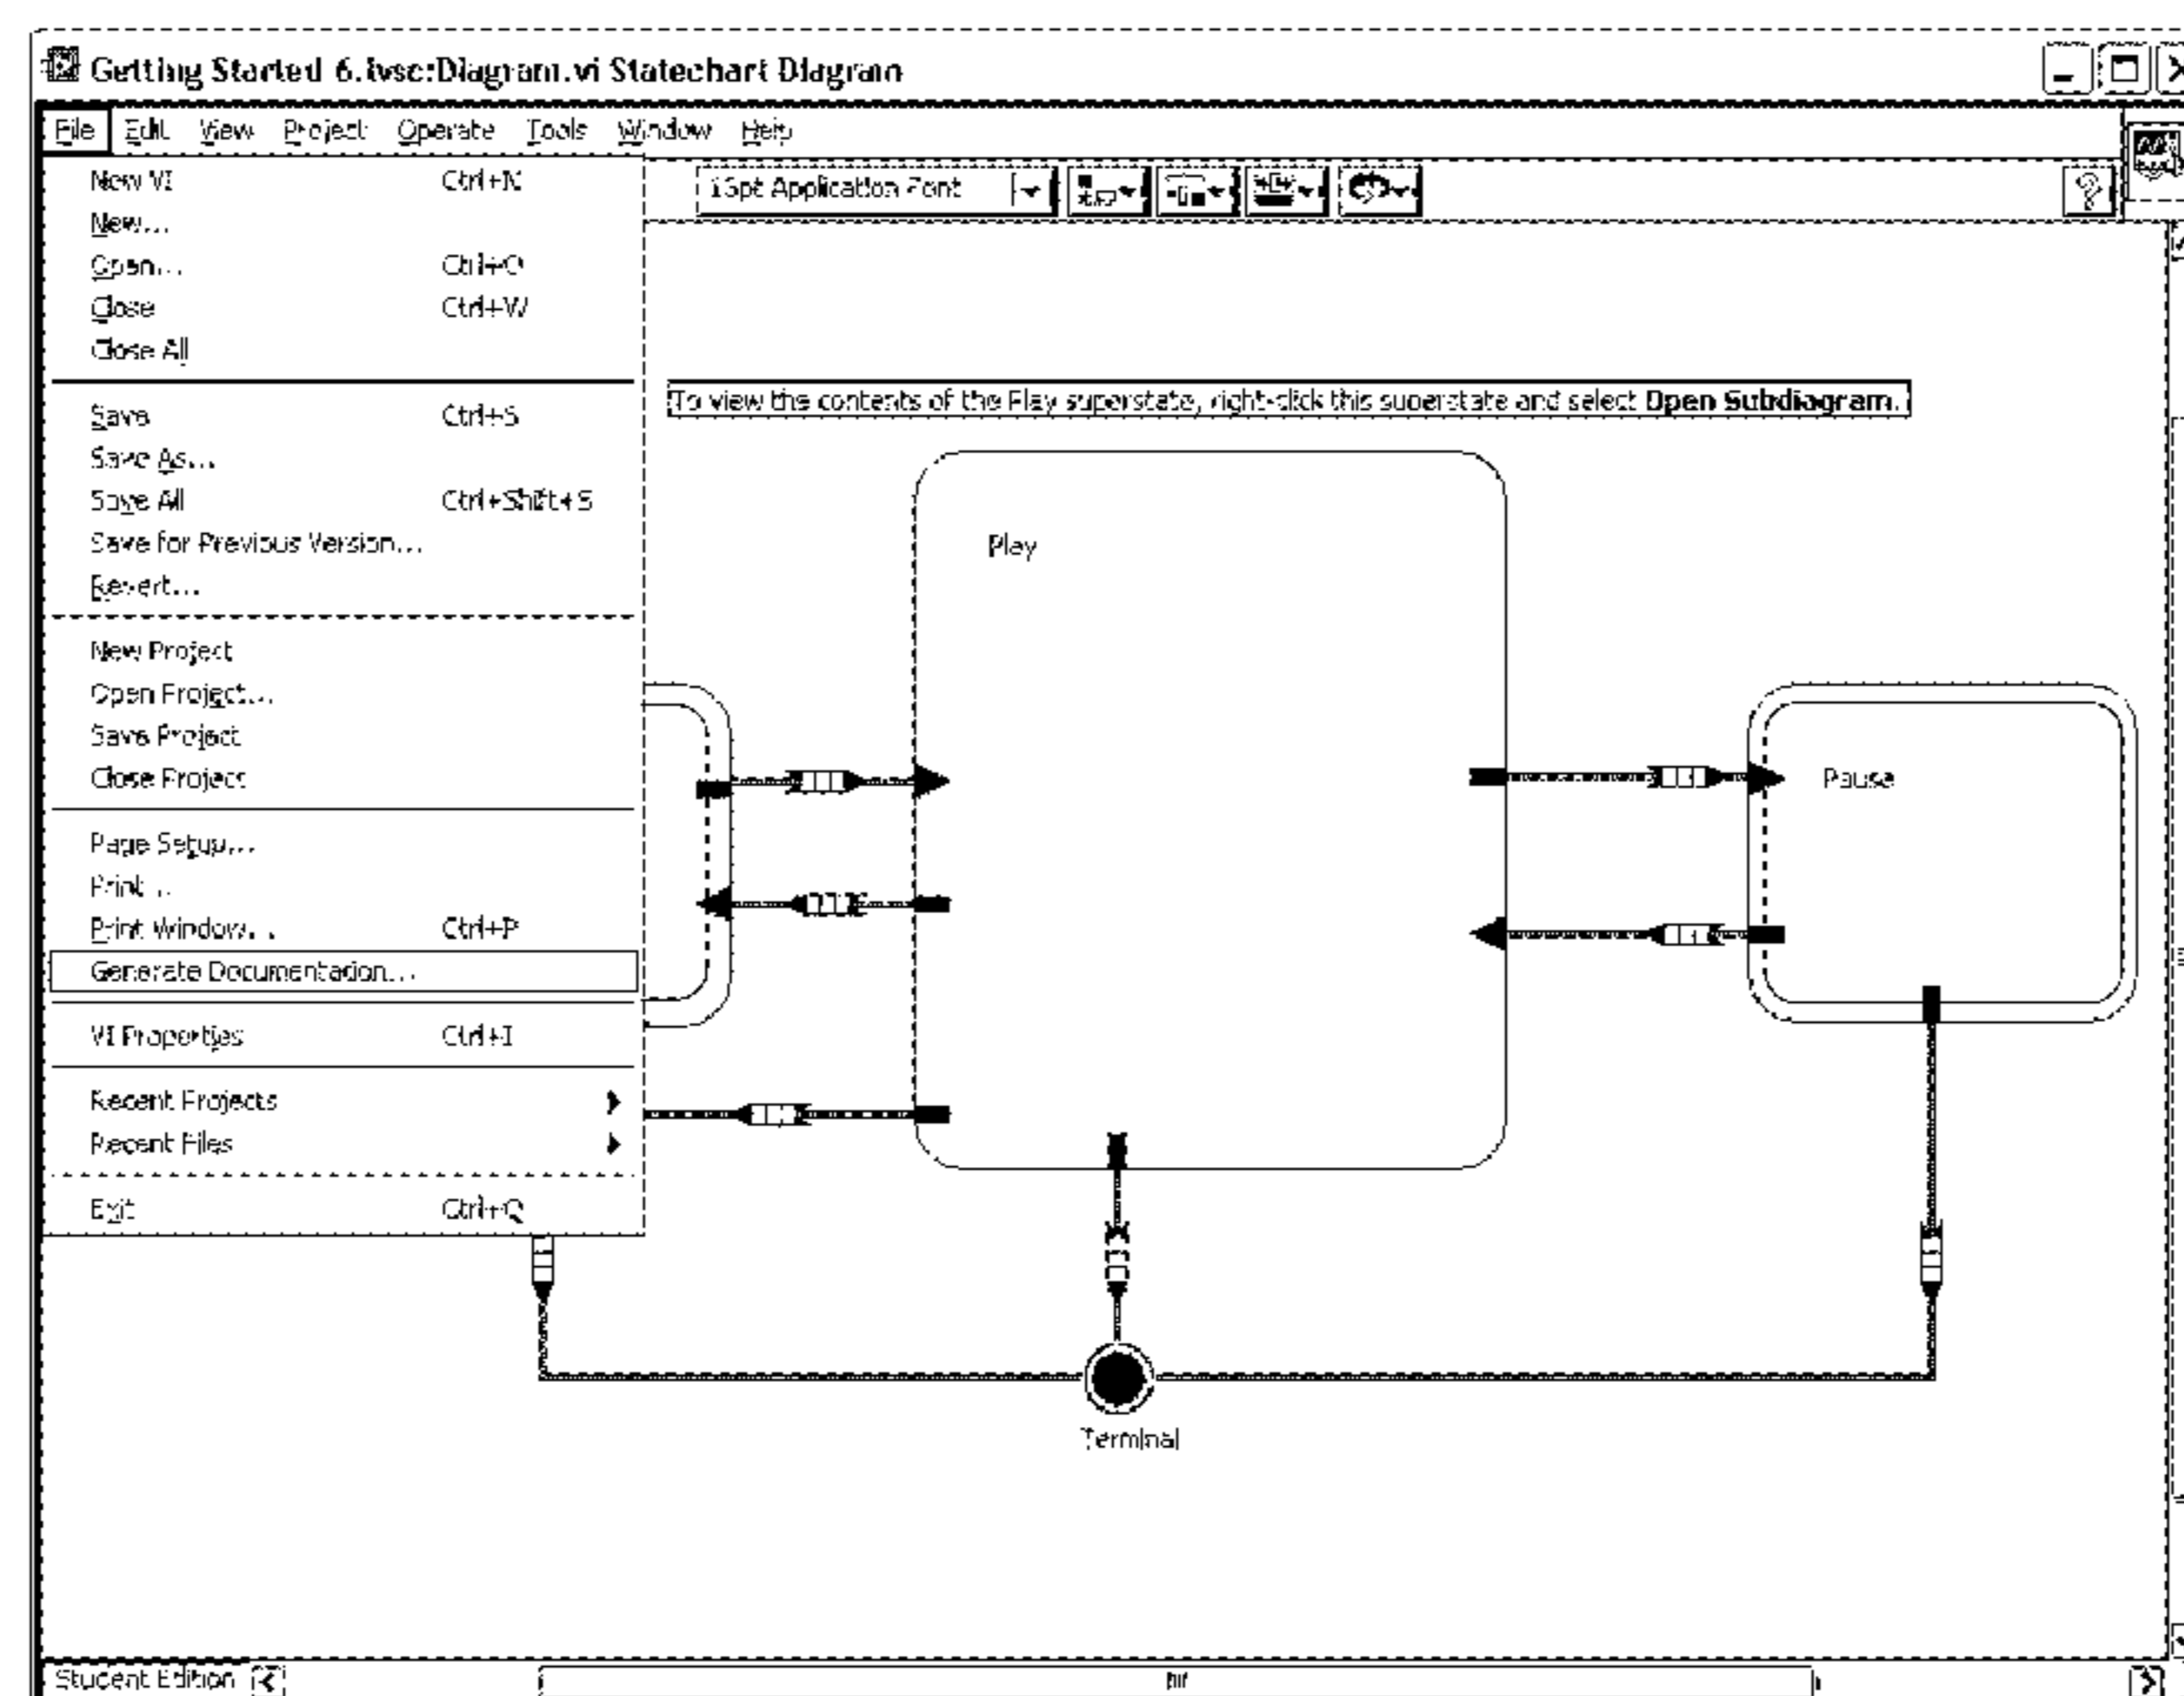 Getting Started 6.lvsc:Diagram.vi Statechart Diagram
File Edit View Project Operate Tools Window Help
New VI Ctrl+N
15pt Application Font
New...
Open... Ctrl+O
Close Ctrl+W
Close All
To view the contents of the Play superstate, right-click this superstate and select Open Subdiagram.
Save Ctrl+S
Save As...
Save All Ctrl+Shift+S
Save for Previous Version...
Revert...
Play
New Project
Open Project...
Save Project
Close Project
Pause
Page Setup...
Print...
Print Window... Ctrl+P
Generate Documentation...
VI Properties Ctrl+I
Recent Projects
Recent Files
Exit Ctrl+Q
Terminal
Student Edition